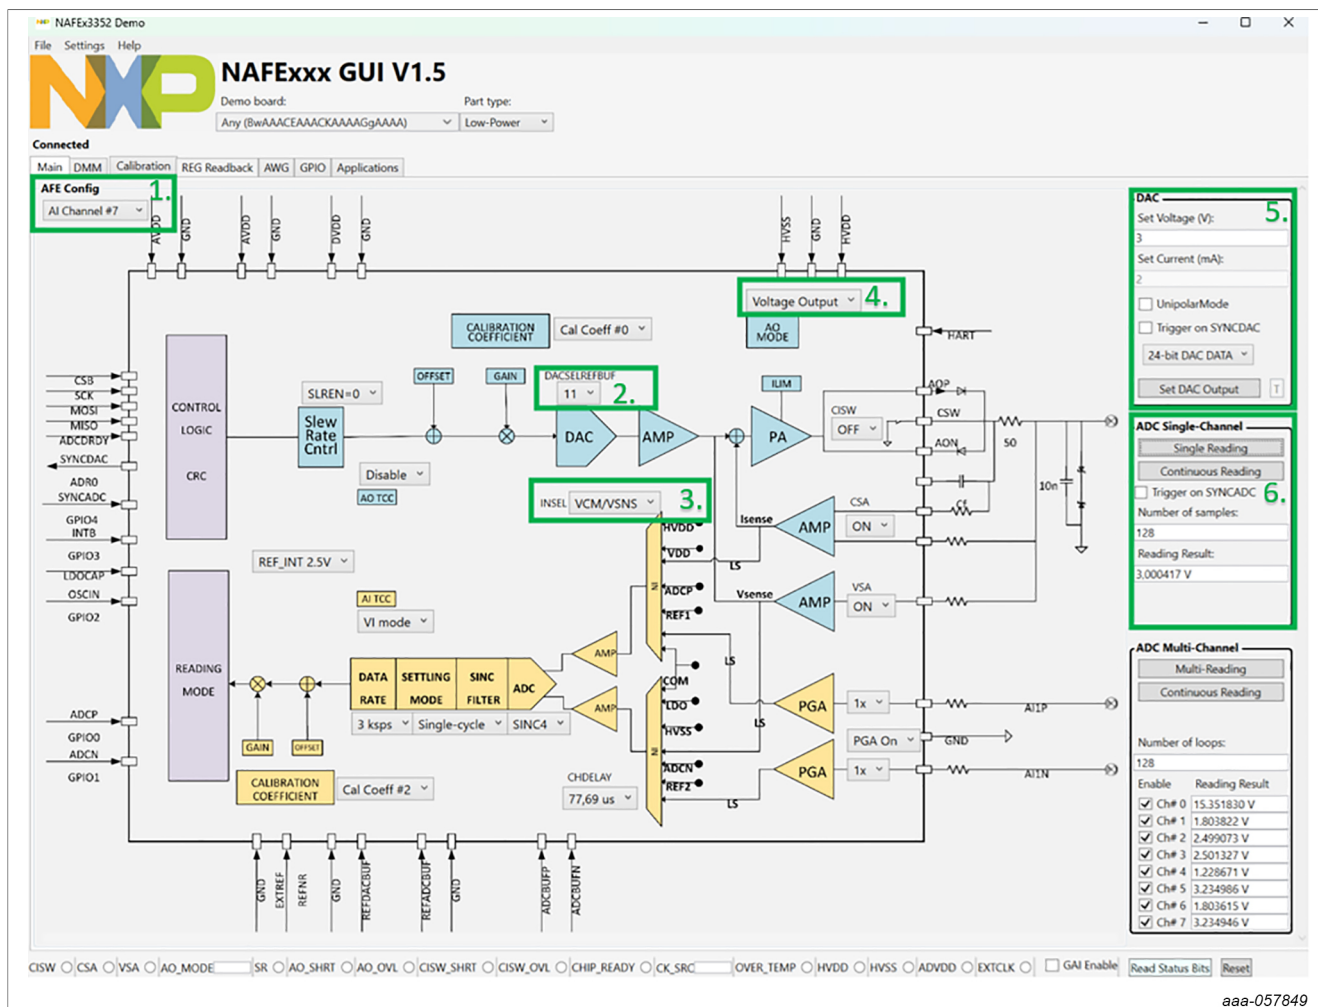 NAFEx3352 Demo
File Settings Help
NXP
NAFExxx GUI V1.5
Demo board: Part type:
Any (BwAAACEAAACKAAAAGgAAAA) Low-Power
Connected
Main DMM Calibration REG Readback AWG GPIO Applications
AFE Config 1.
AI Channel #7
AVDD GND AVDD GND DVDD GND HVSS GND HVDD
DAC 5.
Set Voltage (V):
3
Set Current (mA):
2
UnipolarMode
Trigger on SYNCDAC
24-bit DAC DATA
Set DAC Output T
Voltage Output 4.
AO
MODE
CALIBRATION
COEFFICIENT
Cal Coeff #0
HART
OFFSET GAIN
DACSELREFBUF
11 2.
ILIM
SLREN=0
Slew
Rate
Cntrl
CONTROL
LOGIC
CRC
DAC AMP PA
CISW
OFF
AOP
CSW
AON
50
10n
Cf
Disable
AO TCC
INSEL VCM/VSNS 3.
CSB
SCK
MOSI
MISO
ADCDRDY
SYNCDAC
ADR0
SYNCADC
GPIO4
INTB
GPIO3
LDOCAP
OSCIN
GPIO2
ADCP
GPIO0
ADCN
GPIO1
ADC Single-Channel
Single Reading
Continuous Reading
Trigger on SYNCADC 6.
Number of samples:
128
Reading Result:
3,000417 V
HVDD
VDD
ADCP
REF1
Isense AMP
CSA
ON
LS
Vsense AMP
VSA
ON
REF_INT 2.5V
AI TCC
VI mode
READING
MODE
IN
AMP
DATA
RATE
SETTLING
MODE
SINC
FILTER
ADC
AMP
3 ksps Single-cycle SINC4
LS
COM
LDO
HVSS
LS
IN
ADCN
REF2
LS
PGA 1x
PGA On
PGA 1x
AI1P
GND
AI1N
GAIN OFFSET
CALIBRATION
COEFFICIENT
Cal Coeff #2
CHDELAY
77,69 us
ADC Multi-Channel
Multi-Reading
Continuous Reading
Number of loops:
128
Enable Reading Result
Ch# 0 15.351830 V
Ch# 1 1.803822 V
Ch# 2 2.499073 V
Ch# 3 2.501327 V
Ch# 4 1.228671 V
Ch# 5 3.234986 V
Ch# 6 1.803615 V
Ch# 7 3.234946 V
GND EXTREF REFNR GND REFDACBUF REFADCBUF GND ADCBUFP ADCBUFN
CISW CSA VSA AO_MODE SR AO_SHRT AO_OVL CISW_SHRT CISW_OVL CHIP_READY CK_SRC OVER_TEMP HVDD HVSS ADVDD EXTCLK GAI Enable Read Status Bits Reset
aaa-057849